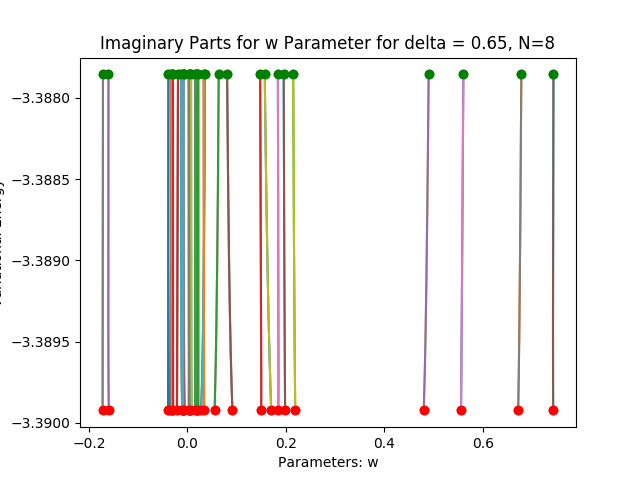 Imaginary Parts for w Parameter for delta = 0.65, N=8
−3.3880
−3.3885
−3.3890
−3.3895
−3.3900
−0.2 0.0 0.2 0.4 0.6
Parameters: w